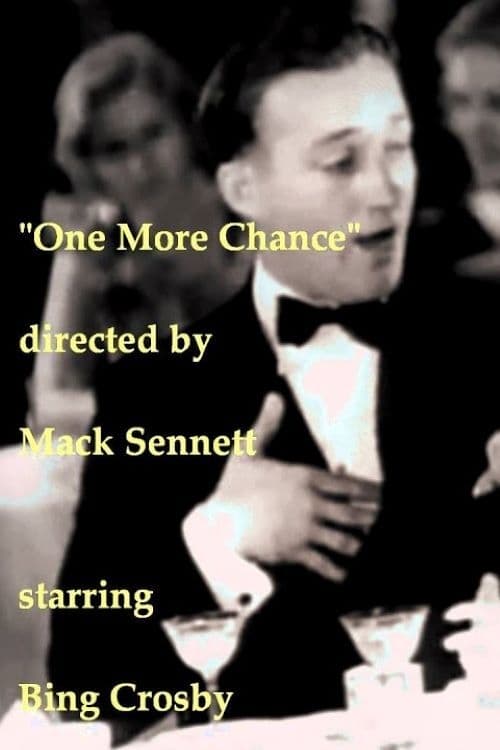 "One More Chance"
directed by
Mack Sennett
starring
Bing Crosby